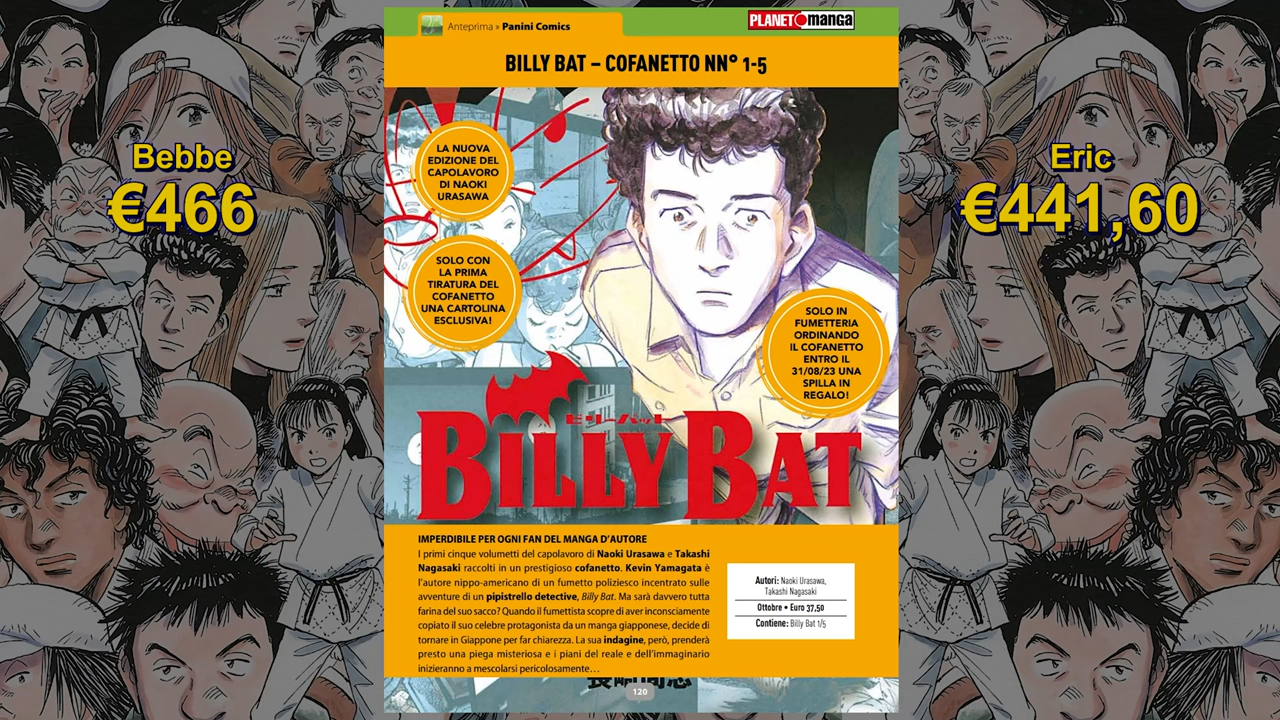 Anteprima » Panini Comics
PLANET manga
BILLY BAT – COFANETTO NN° 1-5
Bebbe
€466
Eric
€441,60
LA NUOVA
EDIZIONE DEL
CAPOLAVORO
DI NAOKI
URASAWA
SOLO CON
LA PRIMA
TIRATURA DEL
COFANETTO
UNA CARTOLINA
ESCLUSIVA!
SOLO IN
FUMETTERIA
ORDINANDO
IL COFANETTO
ENTRO IL
31/08/23 UNA
SPILLA IN
REGALO!
ビリーバット
BILLY BAT
IMPERDIBILE PER OGNI FAN DEL MANGA D'AUTORE
I primi cinque volumetti del capolavoro di Naoki Urasawa e Takashi
Nagasaki raccolti in un prestigioso cofanetto. Kevin Yamagata è
l'autore nippo-americano di un fumetto poliziesco incentrato sulle
avventure di un pipistrello detective, Billy Bat. Ma sarà davvero tutta
farina del suo sacco? Quando il fumettista scopre di aver inconsciamente
copiato il suo celebre protagonista da un manga giapponese, decide di
tornare in Giappone per far chiarezza. La sua indagine, però, prenderà
presto una piega misteriosa e i piani del reale e dell'immaginario
inizieranno a mescolarsi pericolosamente…
Autori: Naoki Urasawa,
Takashi Nagasaki
Ottobre • Euro 37,50
Contiene: Billy Bat 1/5
120